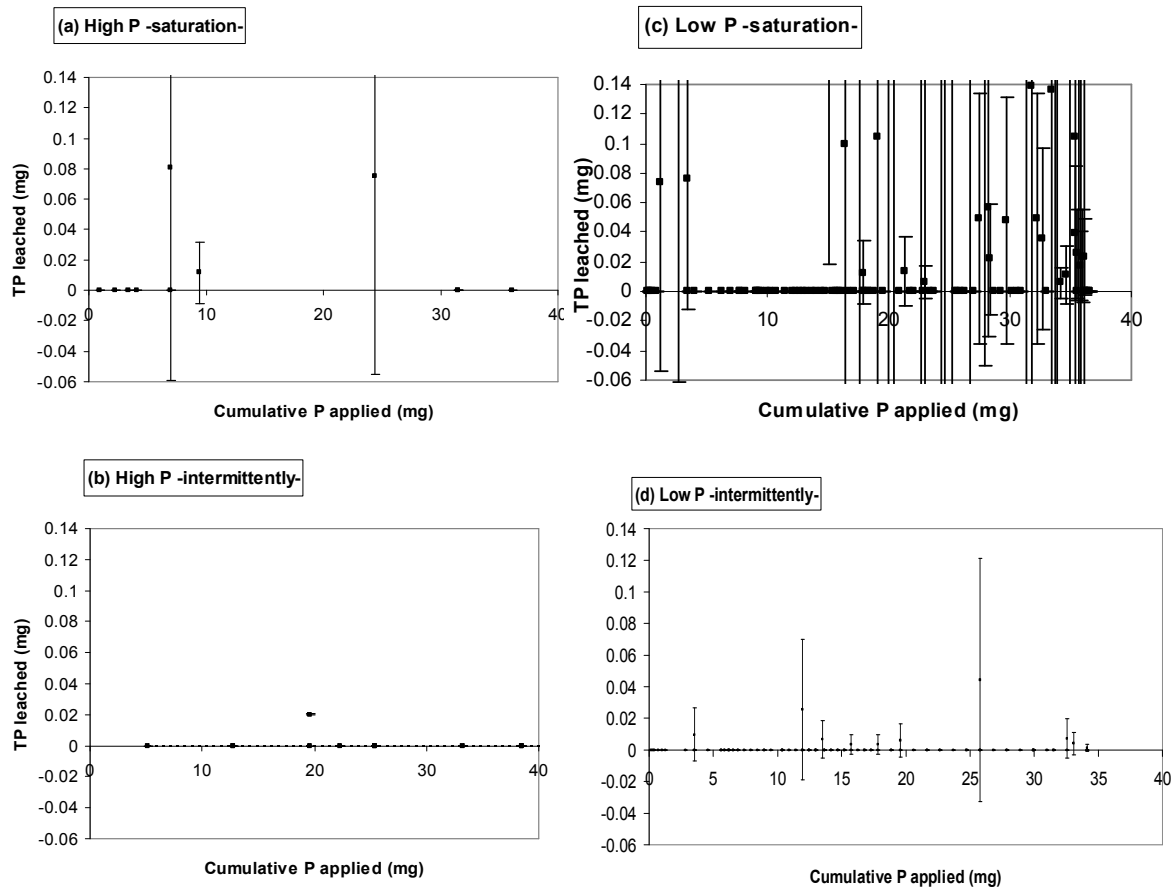 (a) High P -saturation-
0.14
0.12
0.1
0.08
0.06
0.04
0.02
0
-0.02
-0.04
-0.06
0 10 20 30 40
TP leached (mg)
Cumulative P applied (mg)
(c) Low P -saturation-
0.14
0.12
0.1
0.08
0.06
0.04
0.02
0
-0.02
-0.04
-0.06
0 10 20 30 40
TP leached (mg)
Cumulative P applied (mg)
(b) High P -intermittently-
0.14
0.12
0.1
0.08
0.06
0.04
0.02
0
-0.02
-0.04
-0.06
0 10 20 30 40
TP leached (mg)
Cumulative P applied (mg)
(d) Low P -intermittently-
0.14
0.12
0.1
0.08
0.06
0.04
0.02
0
-0.02
-0.04
-0.06
0 5 10 15 20 25 30 35 40
TP leached (mg)
Cumulative P applied (mg)